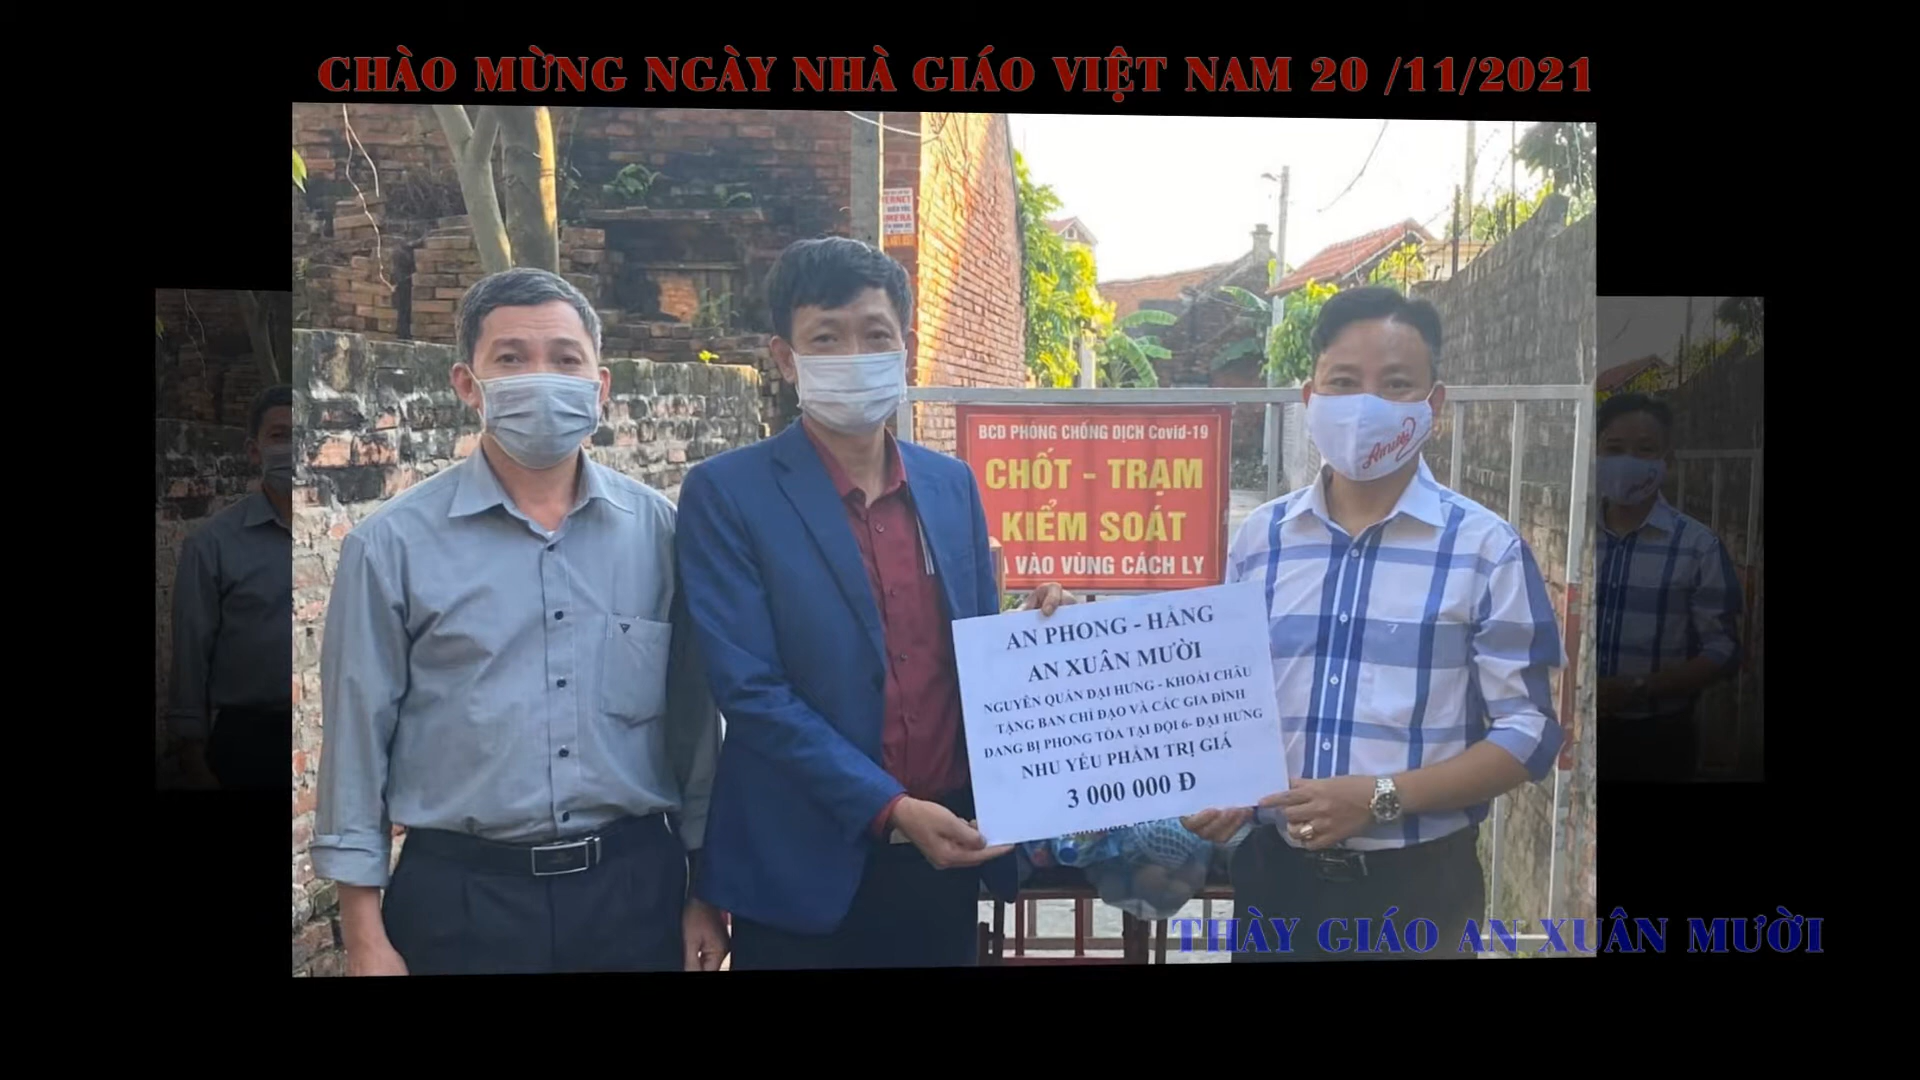 CHÀO MỪNG NGÀY NHÀ GIÁO VIỆT NAM 20 /11/2021
BCĐ PHÒNG CHỐNG DỊCH Covid-19
CHỐT - TRẠM
KIỂM SOÁT
VÀO VÙNG CÁCH LY
AN PHONG - HẰNG
AN XUÂN MƯỜI
NGUYÊN QUÁN ĐẠI HƯNG - KHOÁI CHÂU
TẶNG BAN CHỈ ĐẠO VÀ CÁC GIA ĐÌNH
ĐANG BỊ PHONG TỎA TẠI ĐỘI 6- ĐẠI HƯNG
NHU YẾU PHẨM TRỊ GIÁ
3 000 000 Đ
THÀY GIÁO AN XUÂN MƯỜI